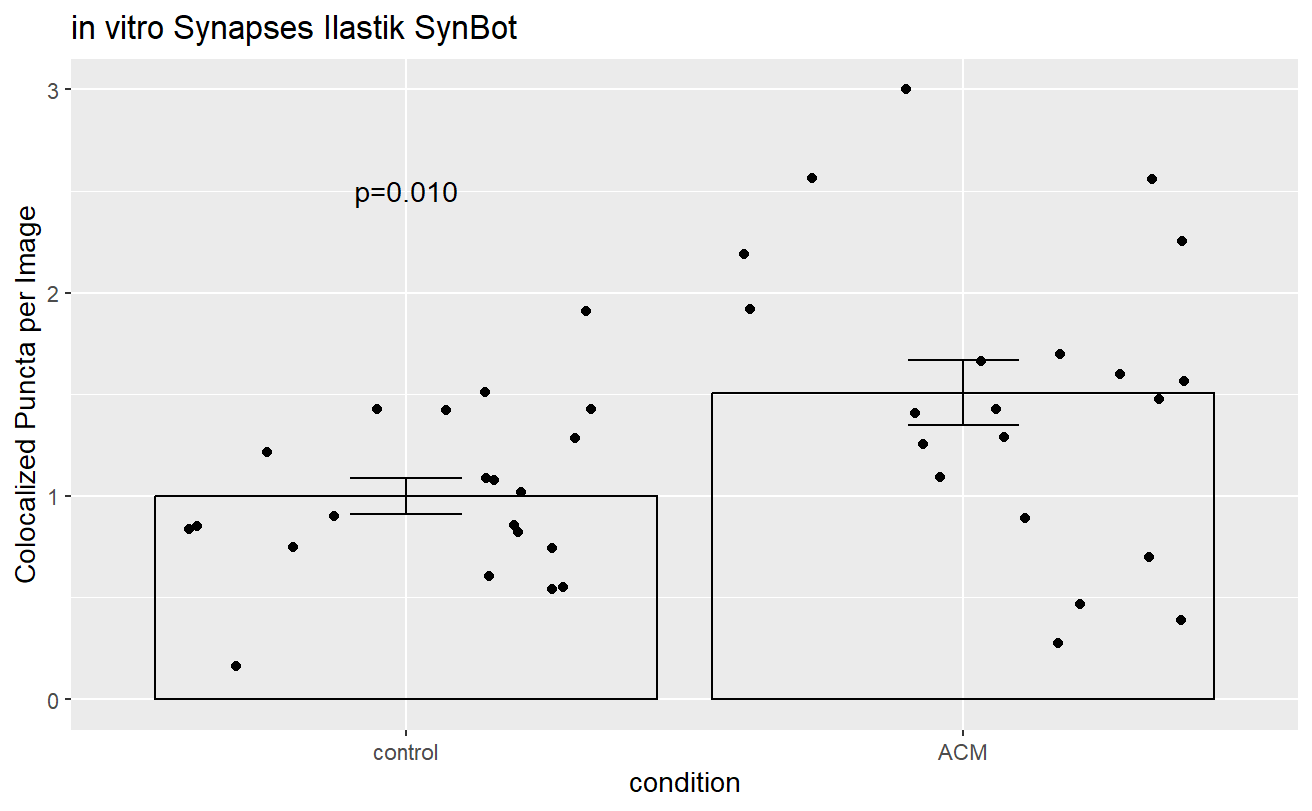 in vitro Synapses Ilastik SynBot
3
p=0.010
2
1
0
Colocalized Puncta per Image
control
ACM
condition